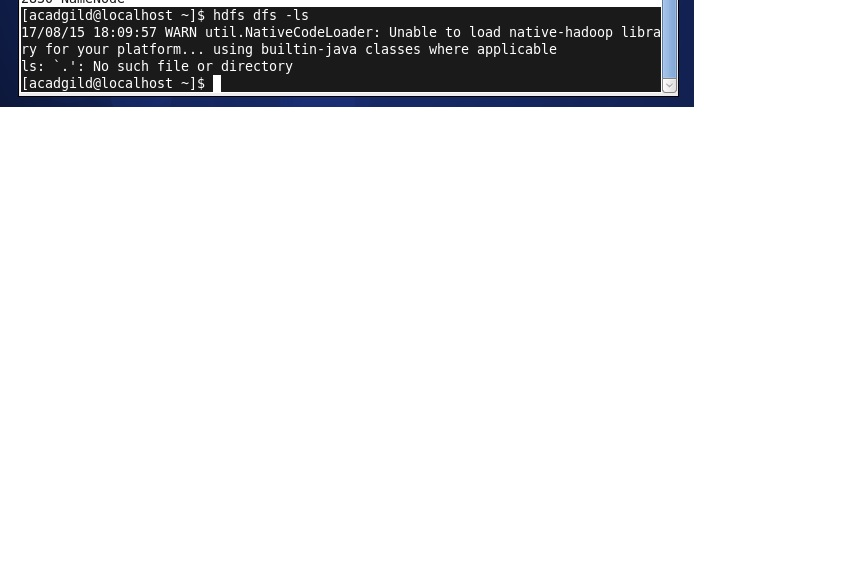 2850 NameNode
[acadgild@localhost ~]$ hdfs dfs -ls
17/08/15 18:09:57 WARN util.NativeCodeLoader: Unable to load native-hadoop libra
ry for your platform... using builtin-java classes where applicable
ls: `.': No such file or directory
[acadgild@localhost ~]$